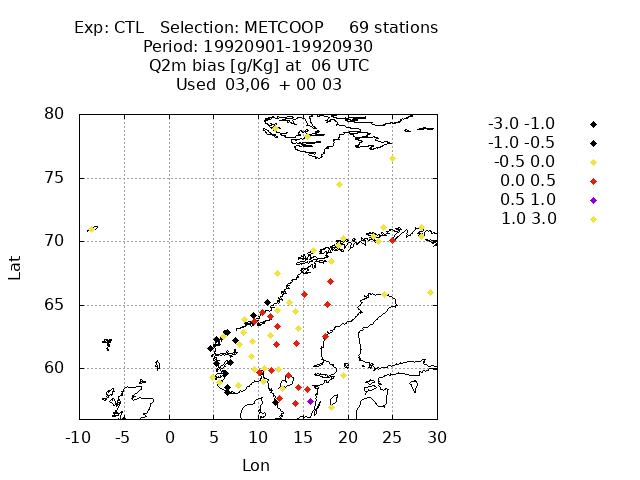 Exp: CTL   Selection: METCOOP     69 stations
Period: 19920901-19920930
Q2m bias [g/Kg] at  06 UTC
Used  03,06  + 00 03
80
75
70
65
60
-10 -5 0 5 10 15 20 25 30
Lat
Lon
-3.0 -1.0
-1.0 -0.5
-0.5 0.0
0.0 0.5
0.5 1.0
1.0 3.0